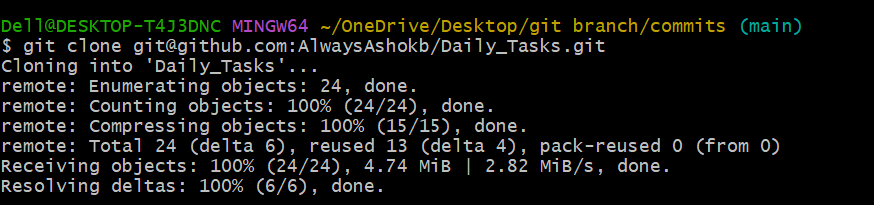 Dell@DESKTOP-T4J3DNC MINGW64 ~/OneDrive/Desktop/git branch/commits (main)
$ git clone git@github.com:AlwaysAshokb/Daily_Tasks.git
Cloning into 'Daily_Tasks'...
remote: Enumerating objects: 24, done.
remote: Counting objects: 100% (24/24), done.
remote: Compressing objects: 100% (15/15), done.
remote: Total 24 (delta 6), reused 13 (delta 4), pack-reused 0 (from 0)
Receiving objects: 100% (24/24), 4.74 MiB | 2.82 MiB/s, done.
Resolving deltas: 100% (6/6), done.